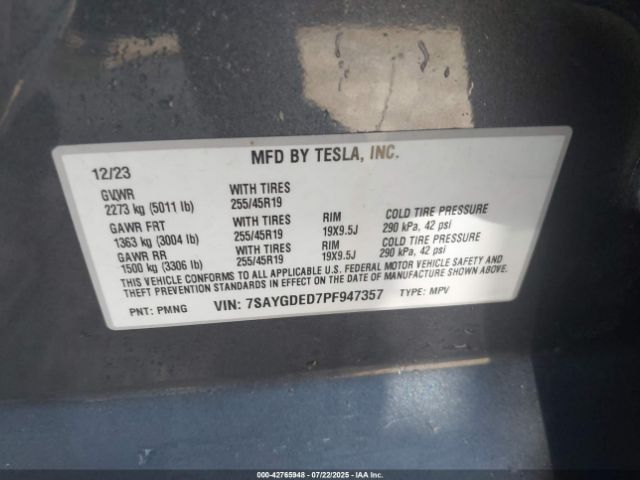 MFD BY TESLA, INC.
12/23
GVWR
2273 kg (5011 lb)
WITH TIRES
255/45R19
GAWR FRT
1363 kg (3004 lb)
WITH TIRES
255/45R19
RIM
19X9.5J
COLD TIRE PRESSURE
290 kPa, 42 psi
GAWR RR
1500 kg (3306 lb)
WITH TIRES
255/45R19
RIM
19X9.5J
COLD TIRE PRESSURE
290 kPa, 42 psi
THIS VEHICLE CONFORMS TO ALL APPLICABLE U.S. FEDERAL MOTOR VEHICLE SAFETY AND
THEFT PREVENTION STANDARDS IN EFFECT ON THE DATE OF MANUFACTURE SHOWN ABOVE.
PNT: PMNG
VIN: 7SAYGDED7PF947357
TYPE: MPV
000-42765948 - 07/22/2025 - COPYRIGHT IAA, LLC.